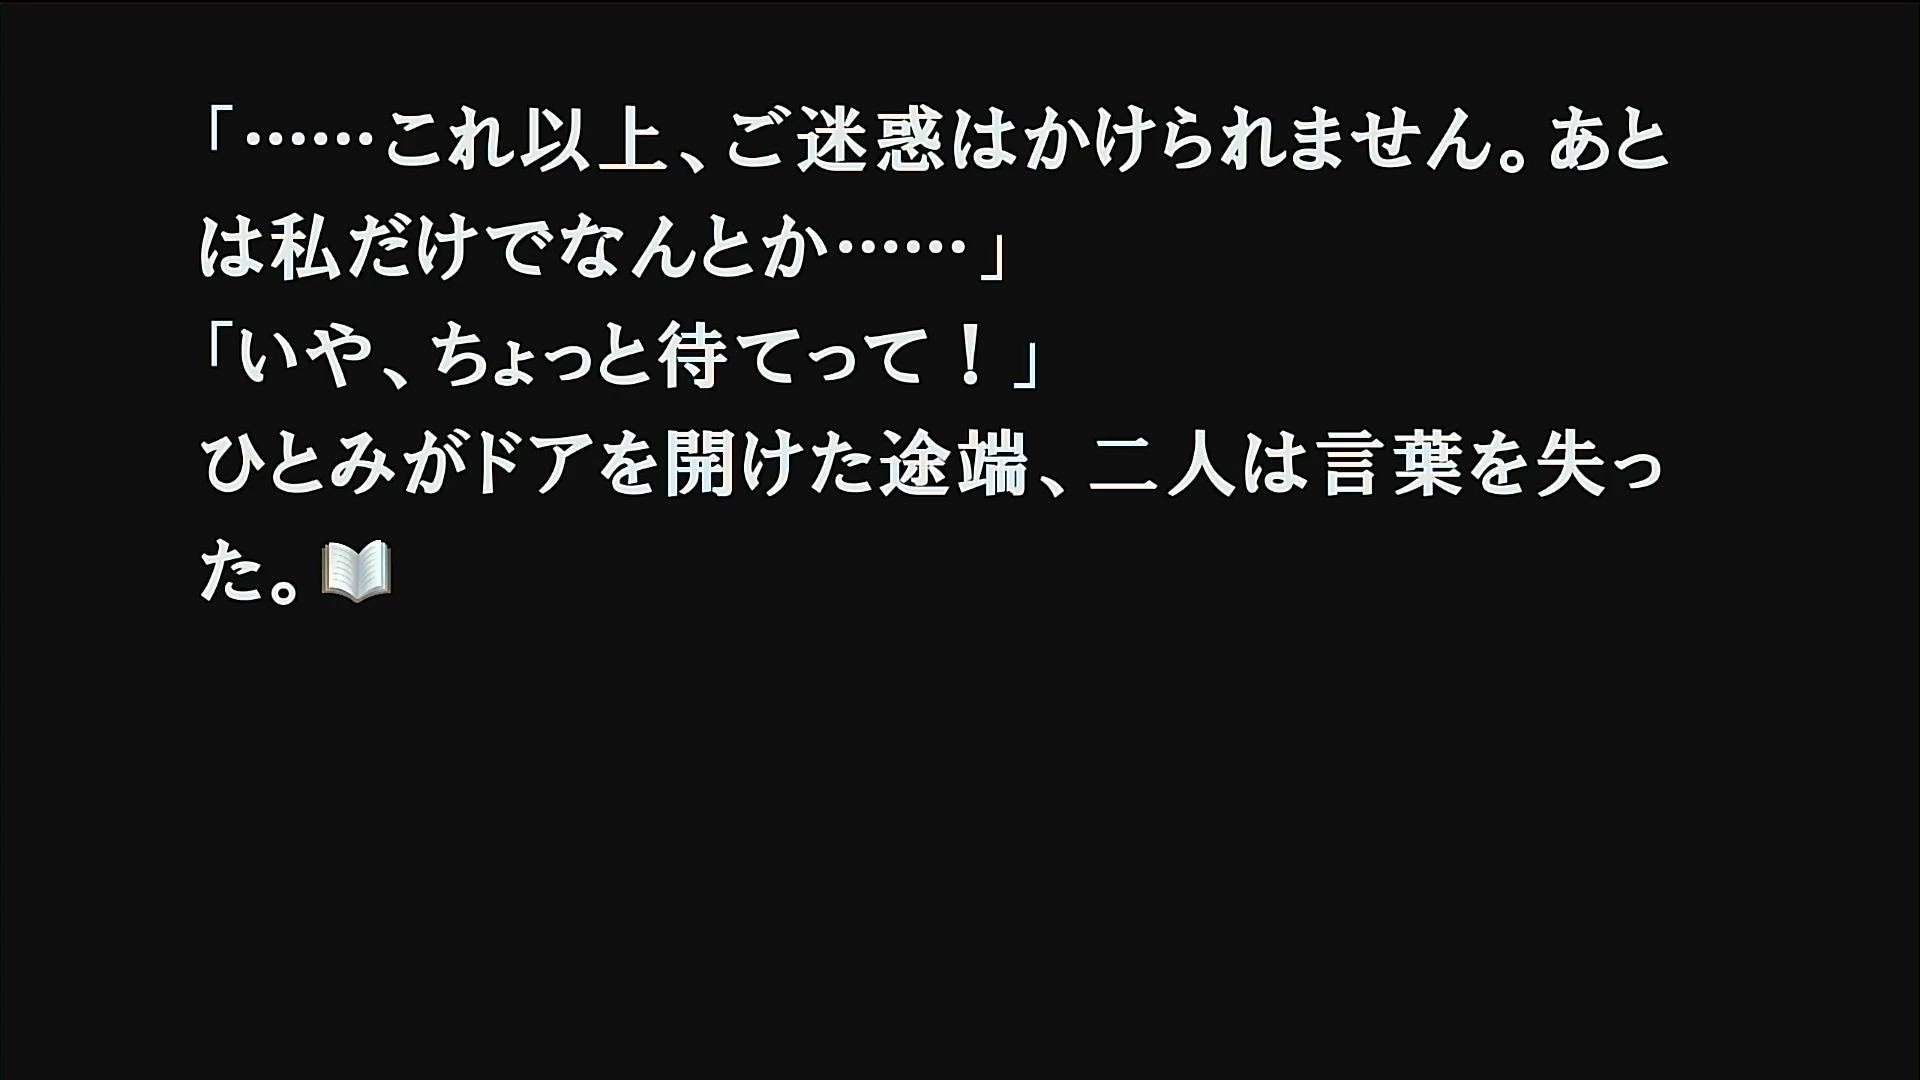 「……これ以上、ご迷惑はかけられません。あと
は私だけでなんとか……」
「いや、ちょっと待てって！」
ひとみがドアを開けた途端、二人は言葉を失っ
た。📖